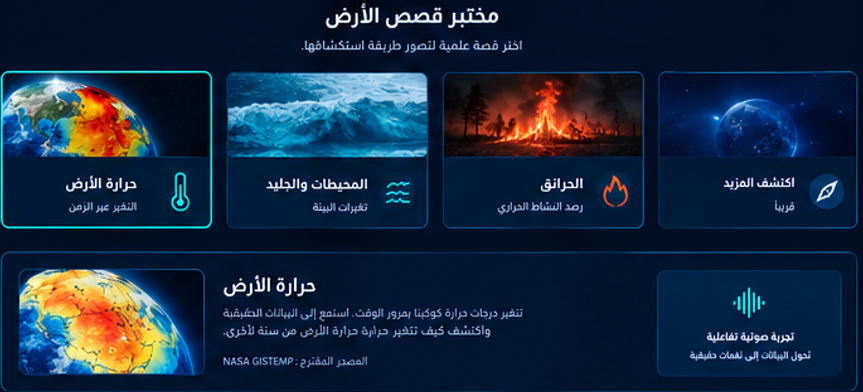 مختبر قصص الأرض
اختر قصة علمية لتصور طريقة استكشافها.
اكتشف المزيد
قريباً
الحرائق
رصد النشاط الحراري
المحيطات والجليد
تغيرات البيئة
حرارة الأرض
التغير عبر الزمن
حرارة الأرض
تتغير درجات حرارة كوكبنا بمرور الوقت. استمع إلى البيانات الحقيقية
واكتشف كيف تتغير حرارة حرارة الأرض من سنة لأخرى.
المصدر المقترح: NASA GISTEMP
تجربة صوتية تفاعلية
تحول البيانات إلى نغمات حقيقية